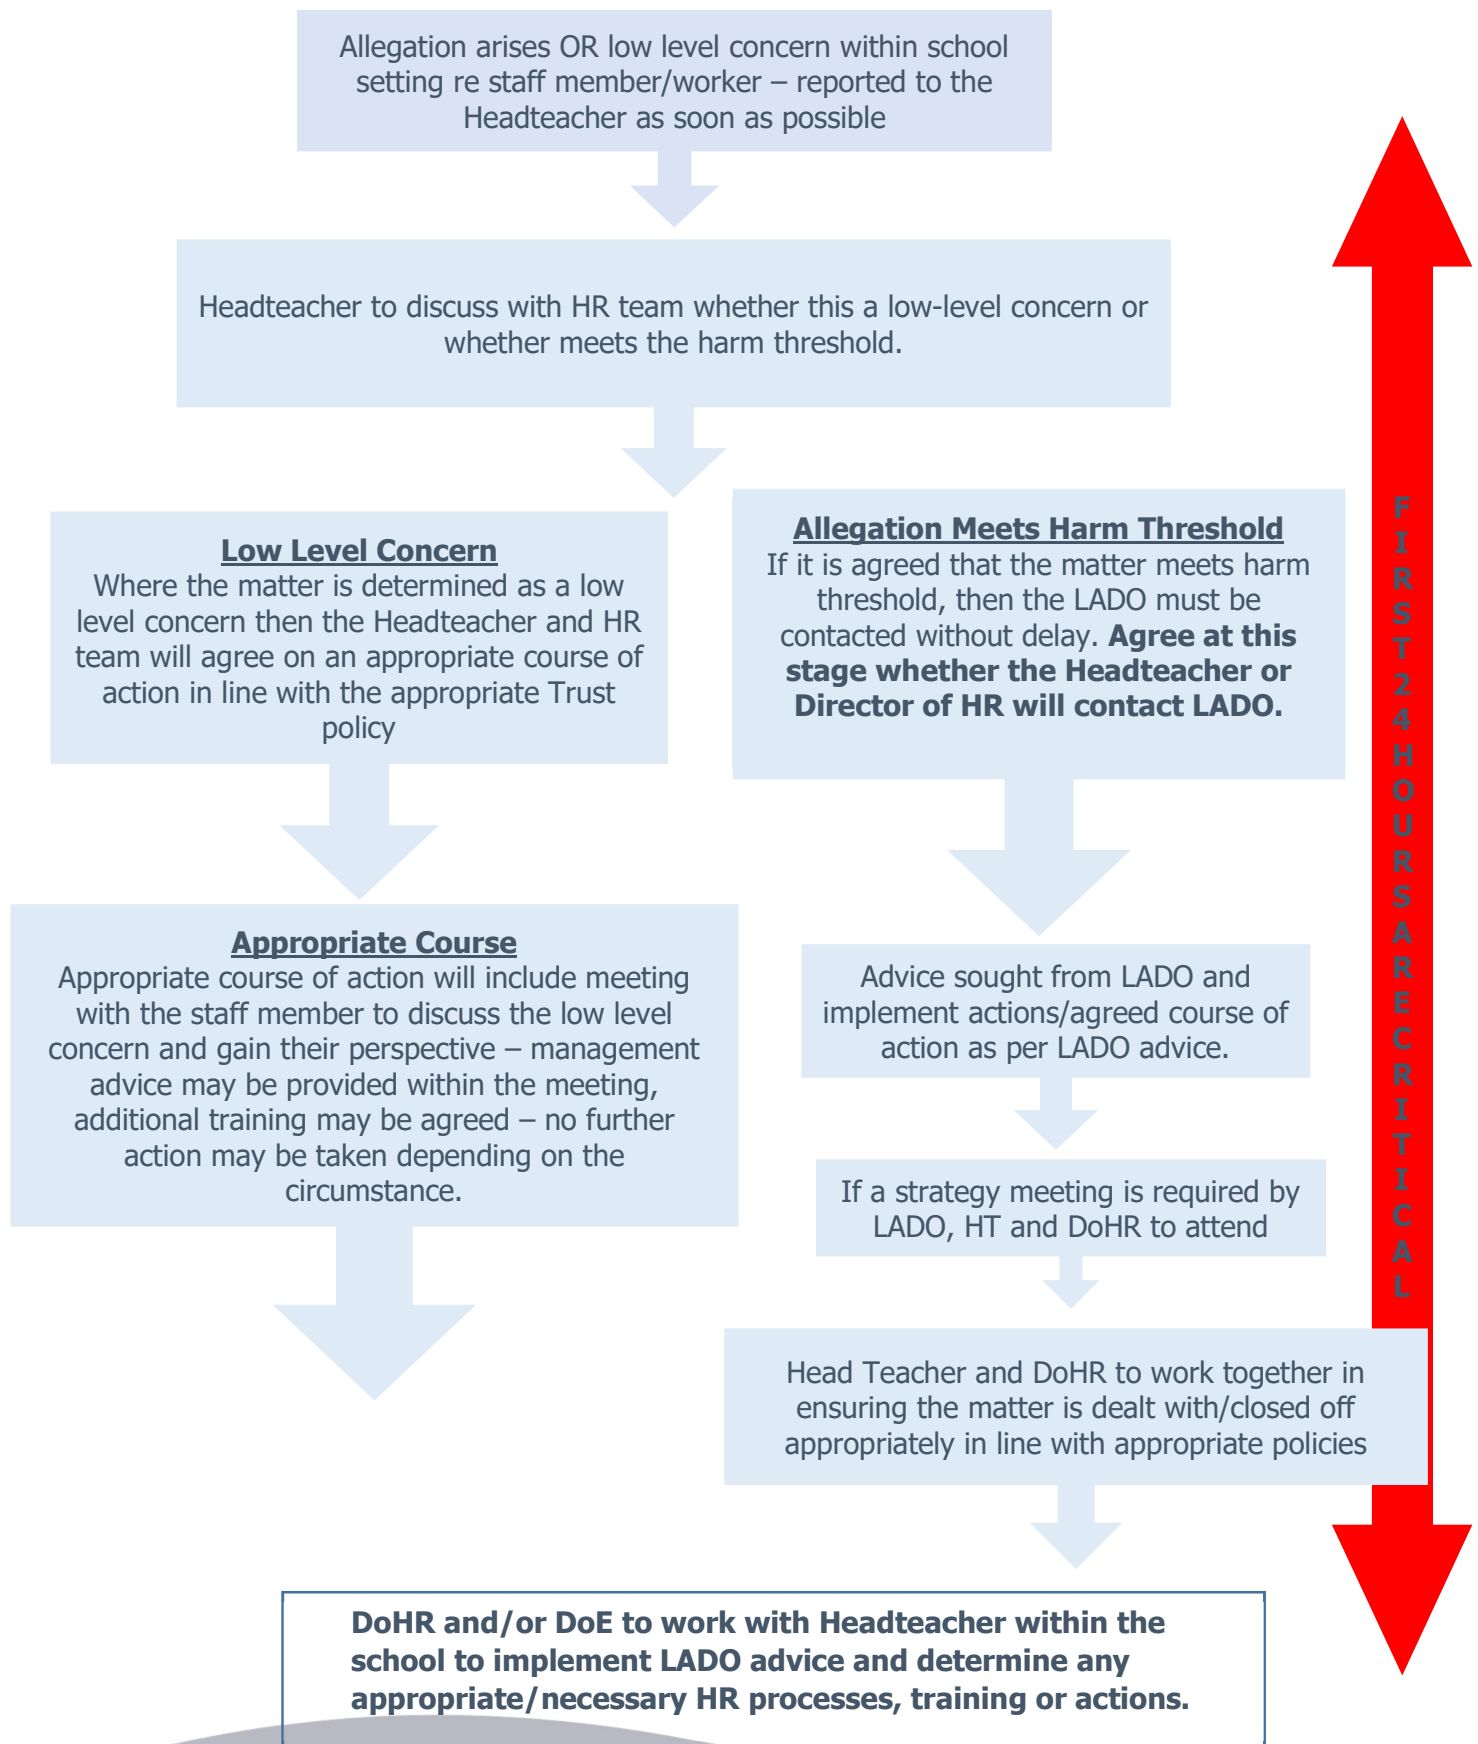 Allegation arises OR low level concern within school
setting re staff member/worker – reported to the
Headteacher as soon as possible
Headteacher to discuss with HR team whether this a low-level concern or
whether meets the harm threshold.
Low Level Concern
Where the matter is determined as a low
level concern then the Headteacher and HR
team will agree on an appropriate course of
action in line with the appropriate Trust
policy
Allegation Meets Harm Threshold
If it is agreed that the matter meets harm
threshold, then the LADO must be
contacted without delay. Agree at this
stage whether the Headteacher or
Director of HR will contact LADO.
Appropriate Course
Appropriate course of action will include meeting
with the staff member to discuss the low level
concern and gain their perspective – management
advice may be provided within the meeting,
additional training may be agreed – no further
action may be taken depending on the
circumstance.
Advice sought from LADO and
implement actions/agreed course of
action as per LADO advice.
If a strategy meeting is required by
LADO, HT and DoHR to attend
Head Teacher and DoHR to work together in
ensuring the matter is dealt with/closed off
appropriately in line with appropriate policies
DoHR and/or DoE to work with Headteacher within the
school to implement LADO advice and determine any
appropriate/necessary HR processes, training or actions.
F
I
R
S
T
2
4
H
O
U
R
S
A
R
E
C
R
I
T
I
C
A
L